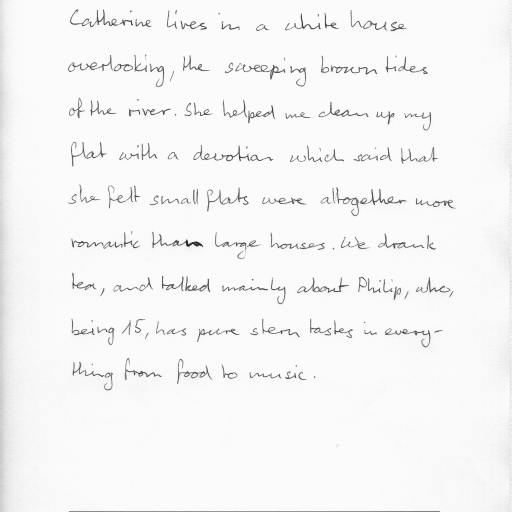 Catherine lives in a white house
overlooking, the sweeping brown tides
of the river. She helped me clean up my
flat with a devotion which said that
she felt small flats were altogether more
romantic than large houses. We drank
tea, and talked mainly about Philip, who,
being 15, has pure stern tastes in every-
thing from food to music.